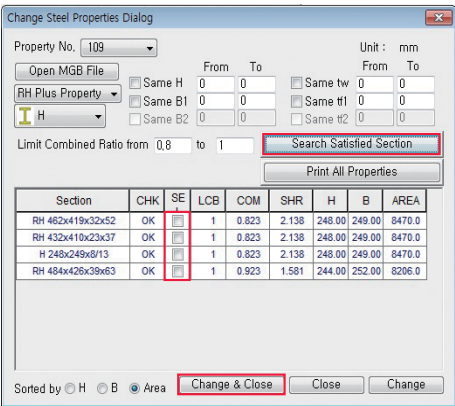 Change Steel Properties Dialog
Property No. 109 Unit : mm
Open MGB File From To From To
RH Plus Property Same H 0 0 Same tw 0 0
Same B1 0 0 Same tf1 0 0
H Same B2 0 0 Same tf2 0 0
Limit Combined Ratio from 0.8 to 1 Search Satisfied Section
Print All Properties
Section CHK SE LCB COM SHR H B AREA
RH 462x419x32x52 OK 1 0.823 2.138 248.00 249.00 8470.0
RH 432x410x23x37 OK 1 0.823 2.138 248.00 249.00 8470.0
H 248x249x8/13 OK 1 0.823 2.138 248.00 249.00 8470.0
RH 484x426x39x63 OK 1 0.923 1.581 244.00 252.00 8206.0
Sorted by H B Area Change & Close Close Change